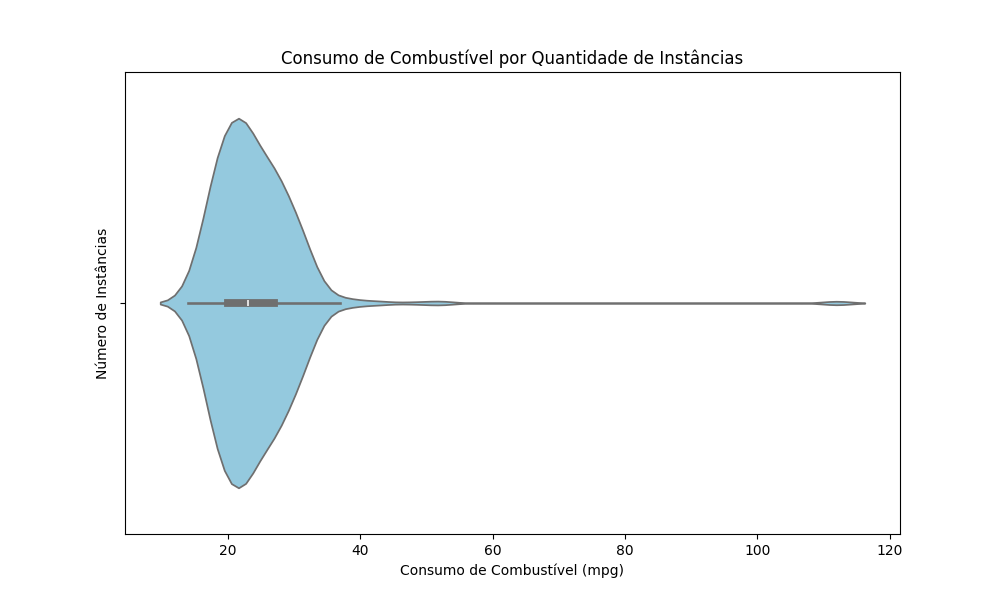 Consumo de Combustível por Quantidade de Instâncias
Número de Instâncias
20 40 60 80 100 120
Consumo de Combustível (mpg)